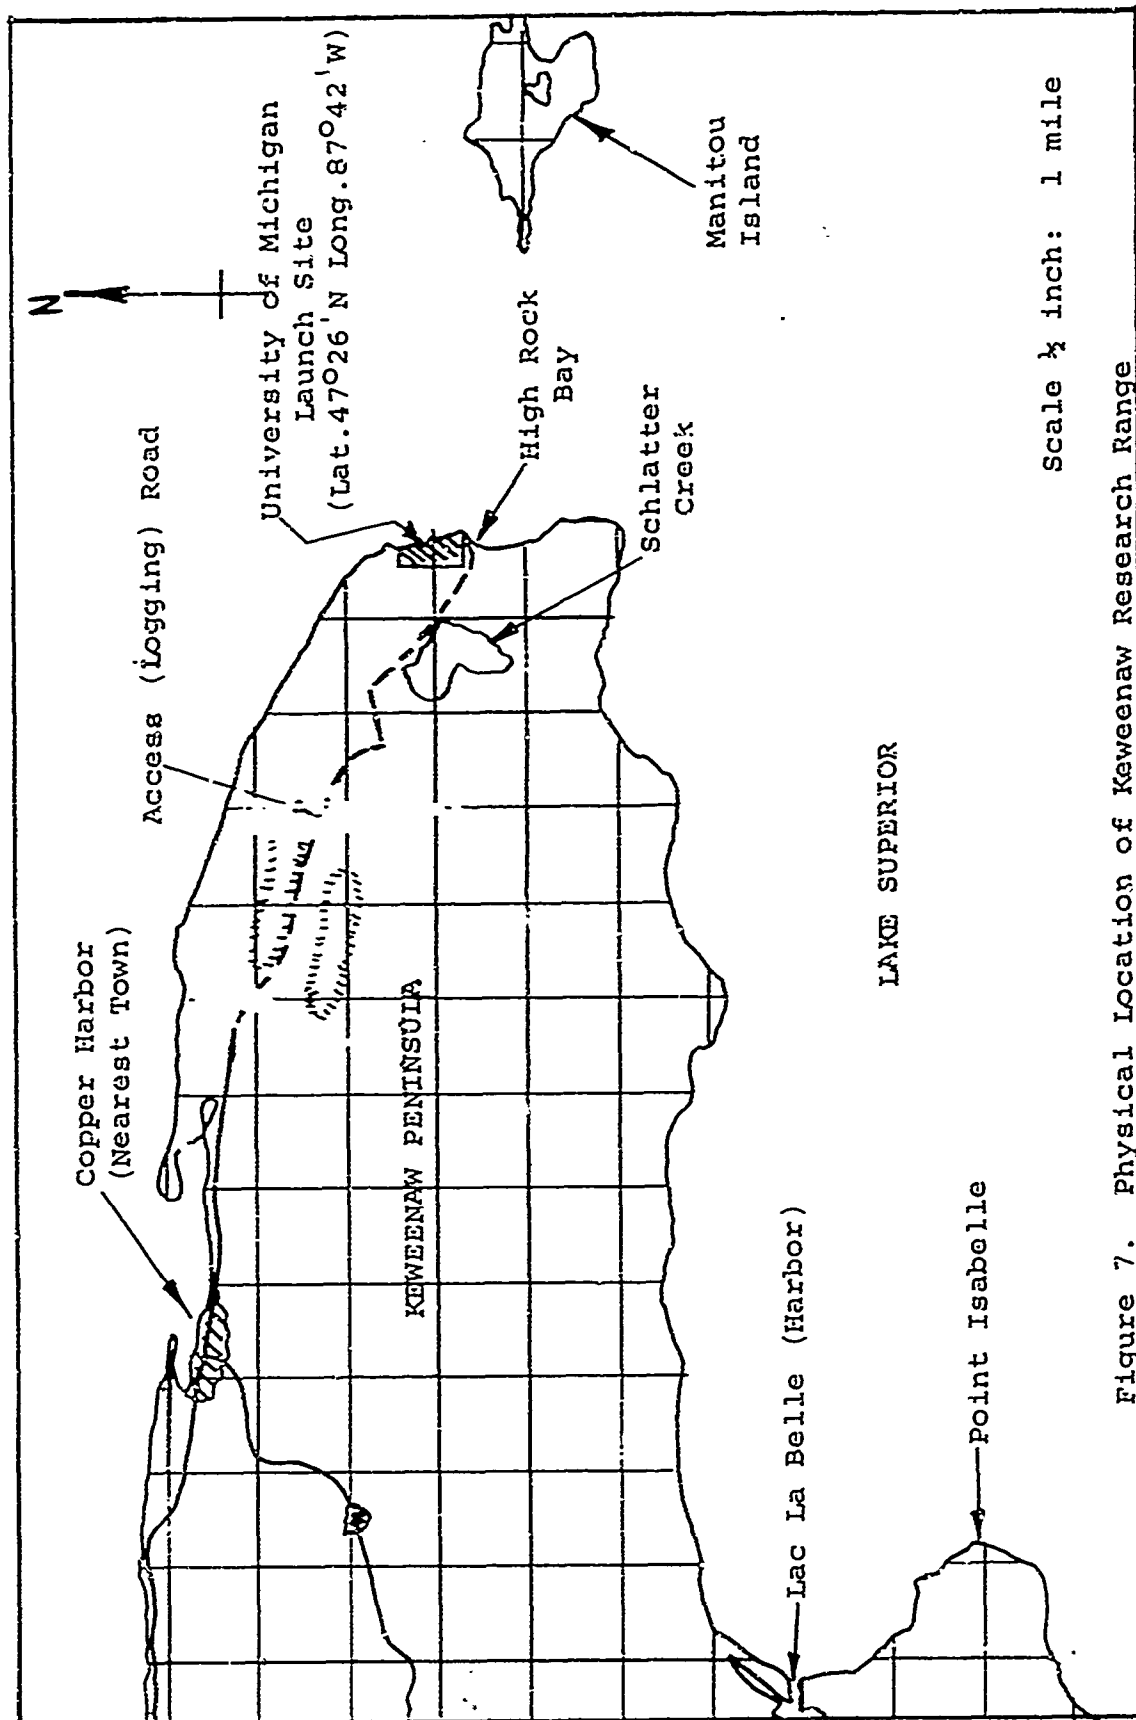 N
Copper Harbor
(Nearest Town)
Access (Logging) Road
University of Michigan
Launch Site
(Lat.47°26'N Long.87°42'W)
High Rock
Bay
Schlatter
Creek
Manitou
Island
KEWEENAW PENINSULA
LAKE SUPERIOR
Lac La Belle (Harbor)
Point Isabelle
Scale ½ inch: 1 mile
Figure 7. Physical Location of Keweenaw Research Range